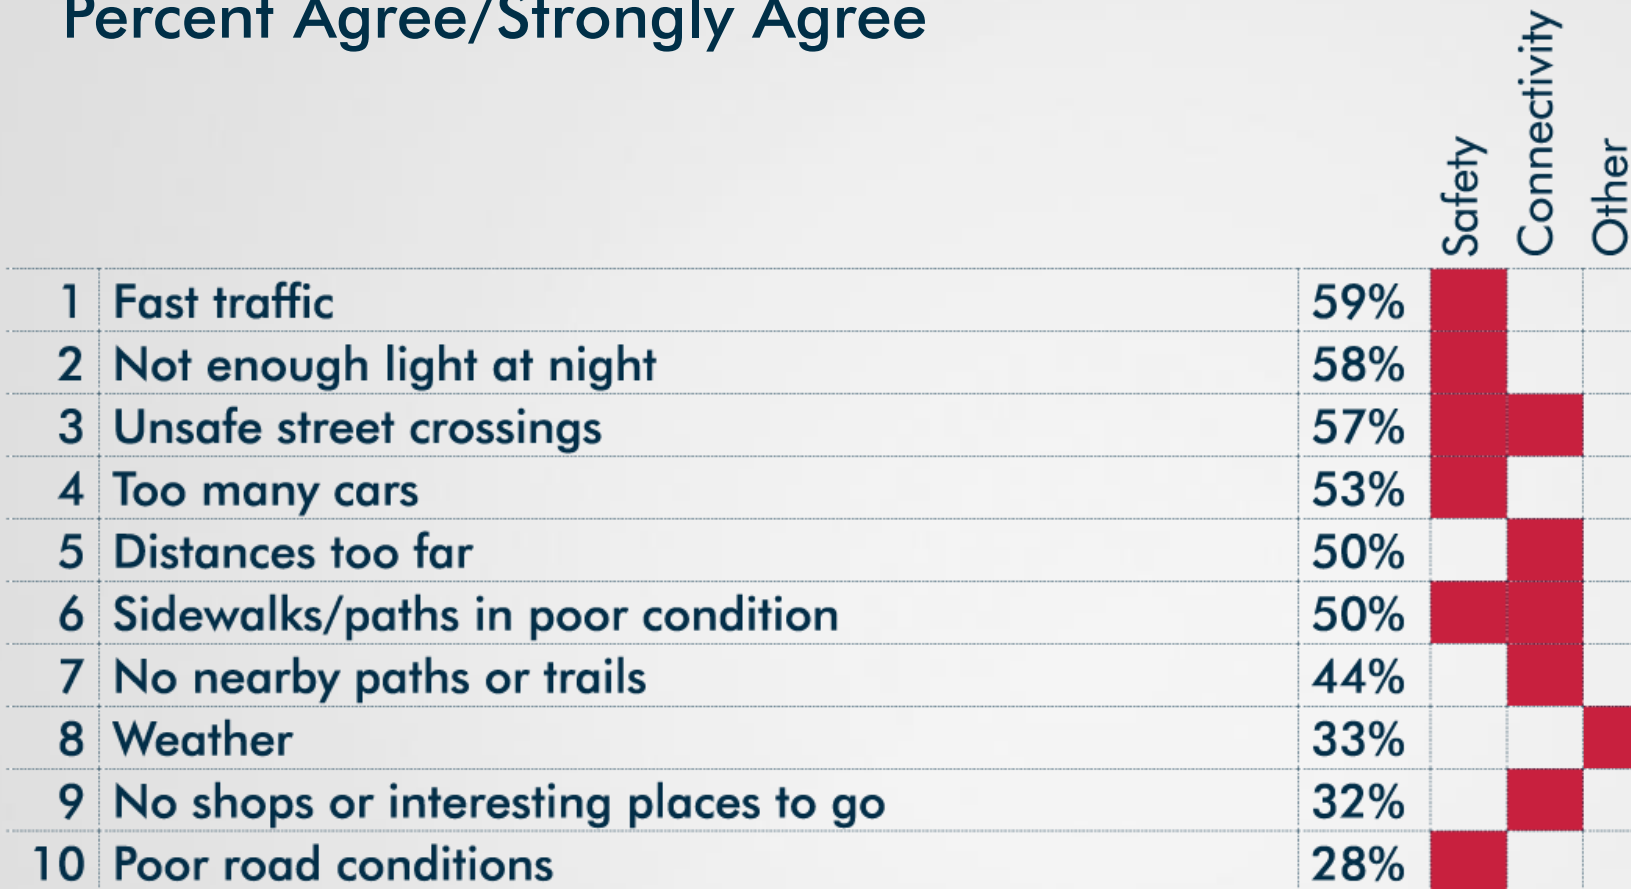 Percent Agree/Strongly Agree
Safety
Connectivity
Other
1 Fast traffic 59%
2 Not enough light at night 58%
3 Unsafe street crossings 57%
4 Too many cars 53%
5 Distances too far 50%
6 Sidewalks/paths in poor condition 50%
7 No nearby paths or trails 44%
8 Weather 33%
9 No shops or interesting places to go 32%
10 Poor road conditions 28%